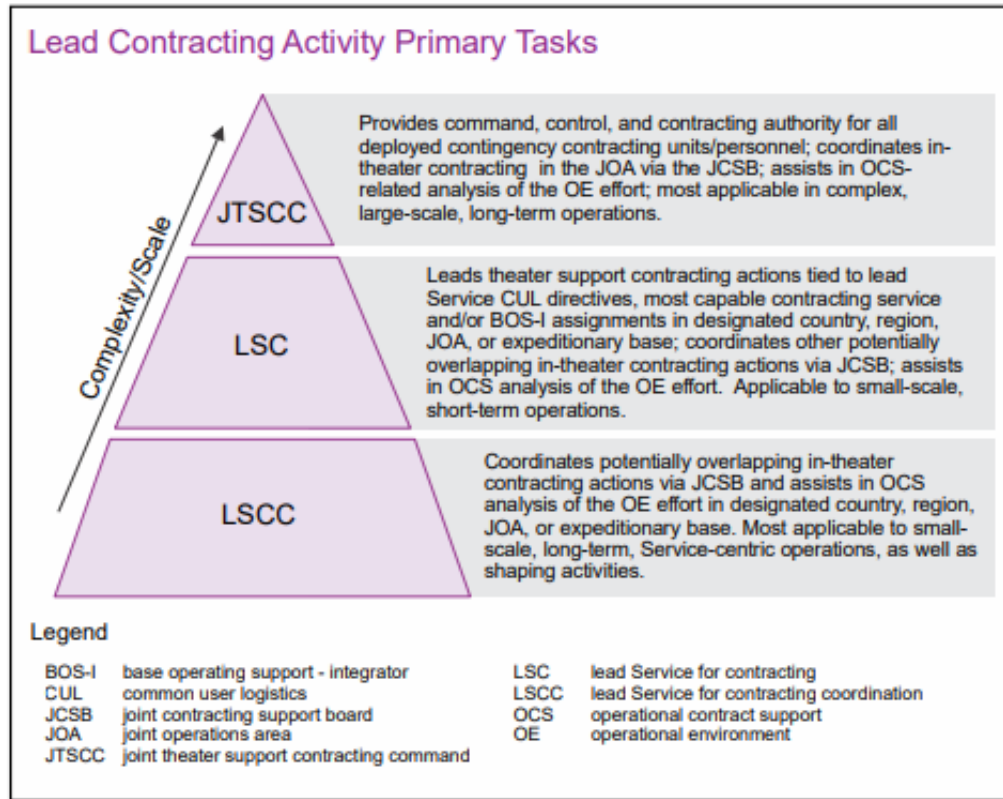 Lead Contracting Activity Primary Tasks
Complexity/Scale
JTSCC
Provides command, control, and contracting authority for all
deployed contingency contracting units/personnel; coordinates in-
theater contracting in the JOA via the JCSB; assists in OCS-
related analysis of the OE effort; most applicable in complex,
large-scale, long-term operations.
LSC
Leads theater support contracting actions tied to lead
Service CUL directives, most capable contracting service
and/or BOS-I assignments in designated country, region,
JOA, or expeditionary base; coordinates other potentially
overlapping in-theater contracting actions via JCSB; assists
in OCS analysis of the OE effort. Applicable to small-scale,
short-term operations.
LSCC
Coordinates potentially overlapping in-theater
contracting actions via JCSB and assists in OCS
analysis of the OE effort in designated country, region,
JOA, or expeditionary base. Most applicable to small-
scale, long-term, Service-centric operations, as well as
shaping activities.
Legend
BOS-I base operating support - integrator
CUL common user logistics
JCSB joint contracting support board
JOA joint operations area
JTSCC joint theater support contracting command
LSC lead Service for contracting
LSCC lead Service for contracting coordination
OCS operational contract support
OE operational environment